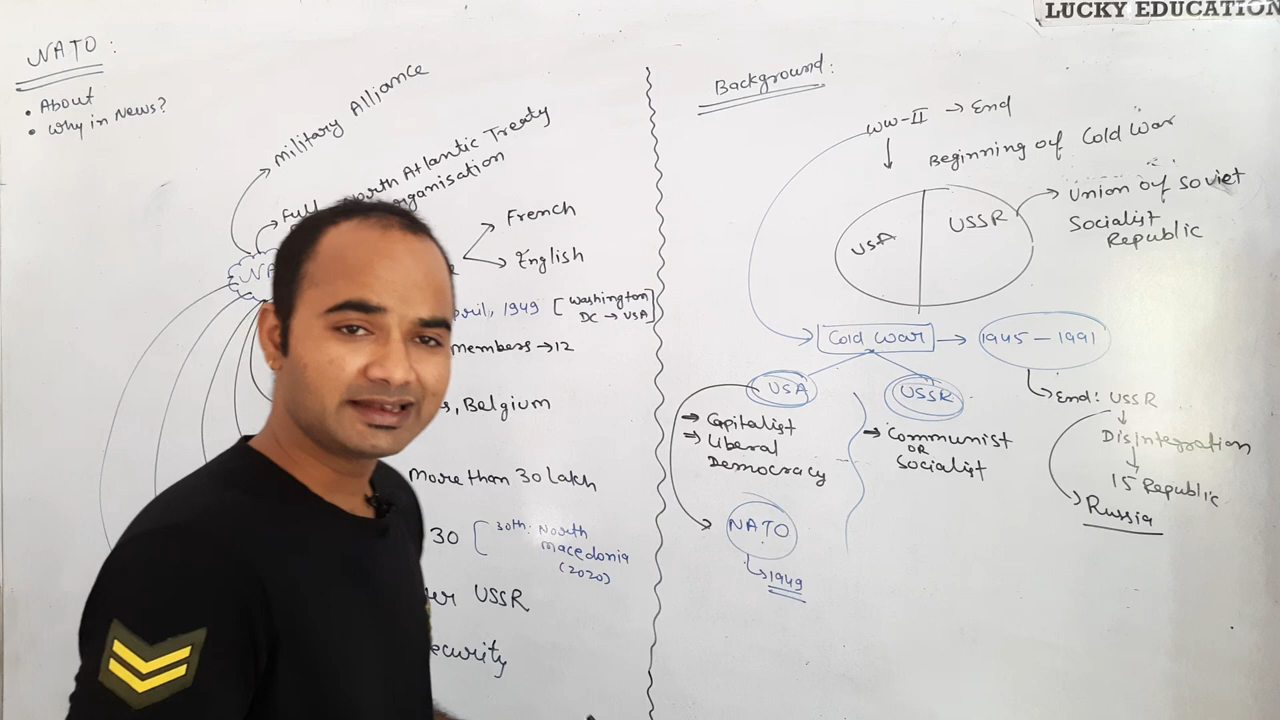 LUCKY EDUCATION
NATO:
• About
• Why in News?
Military Alliance
Full
North Atlantic Treaty
organisation
French
English
1949 [Washington
DC → USA]
members → 12
Belgium
More than 30 lakh
30 [30th: North
Macedonia
(2020)
USSR
Background:
WW-II → End
Beginning of Cold War
USA
USSR
Union of Soviet
Socialist
Republic
Cold War → 1945 – 1991
USA
USSR
End: USSR
⇒ Capitalist
⇒ Liberal
Democracy
→ Communist
OR
Socialist
Disintegration
15 Republic
Russia
NATO
1949